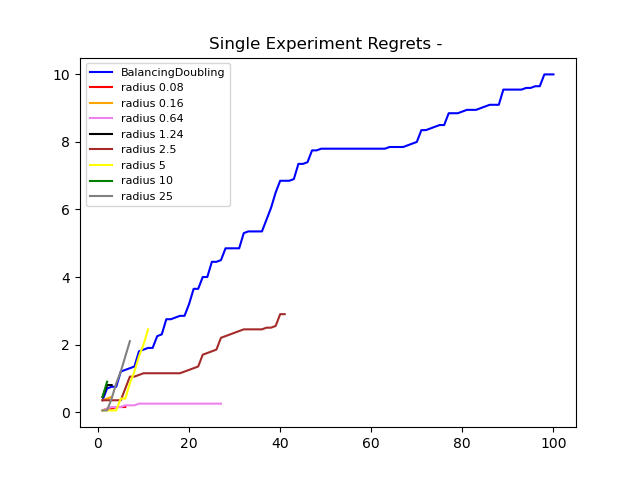 Single Experiment Regrets -
BalancingDoubling
radius 0.08
radius 0.16
radius 0.64
radius 1.24
radius 2.5
radius 5
radius 10
radius 25
10
8
6
4
2
0
0 20 40 60 80 100